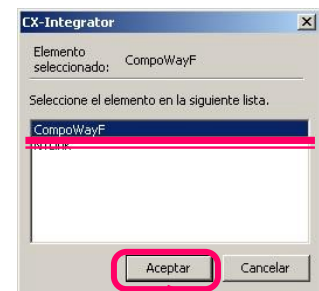 CX-Integrator
Elemento
seleccionado:
CompoWayF
Seleccione el elemento en la siguiente lista.
CompoWayF
Aceptar
Cancelar